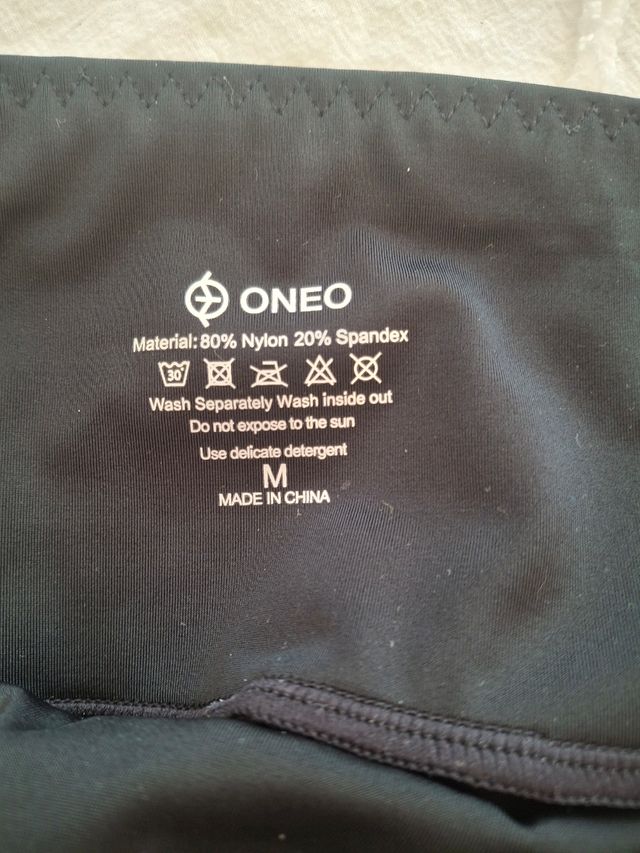 ONEO
Material: 80% Nylon 20% Spandex
30°
Wash Separately Wash inside out
Do not expose to the sun
Use delicate detergent
M
MADE IN CHINA